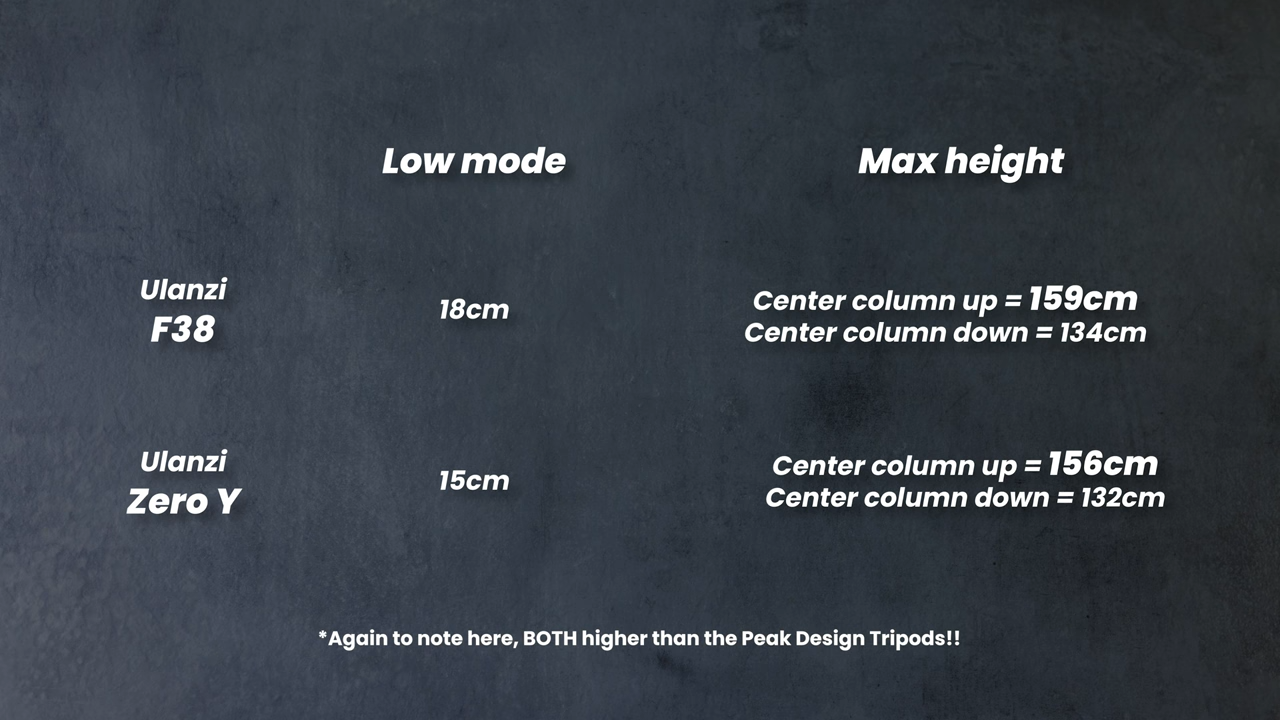 Low mode
Max height
Ulanzi
F38
18cm
Center column up = 159cm
Center column down = 134cm
Ulanzi
Zero Y
15cm
Center column up = 156cm
Center column down = 132cm
*Again to note here, BOTH higher than the Peak Design Tripods!!